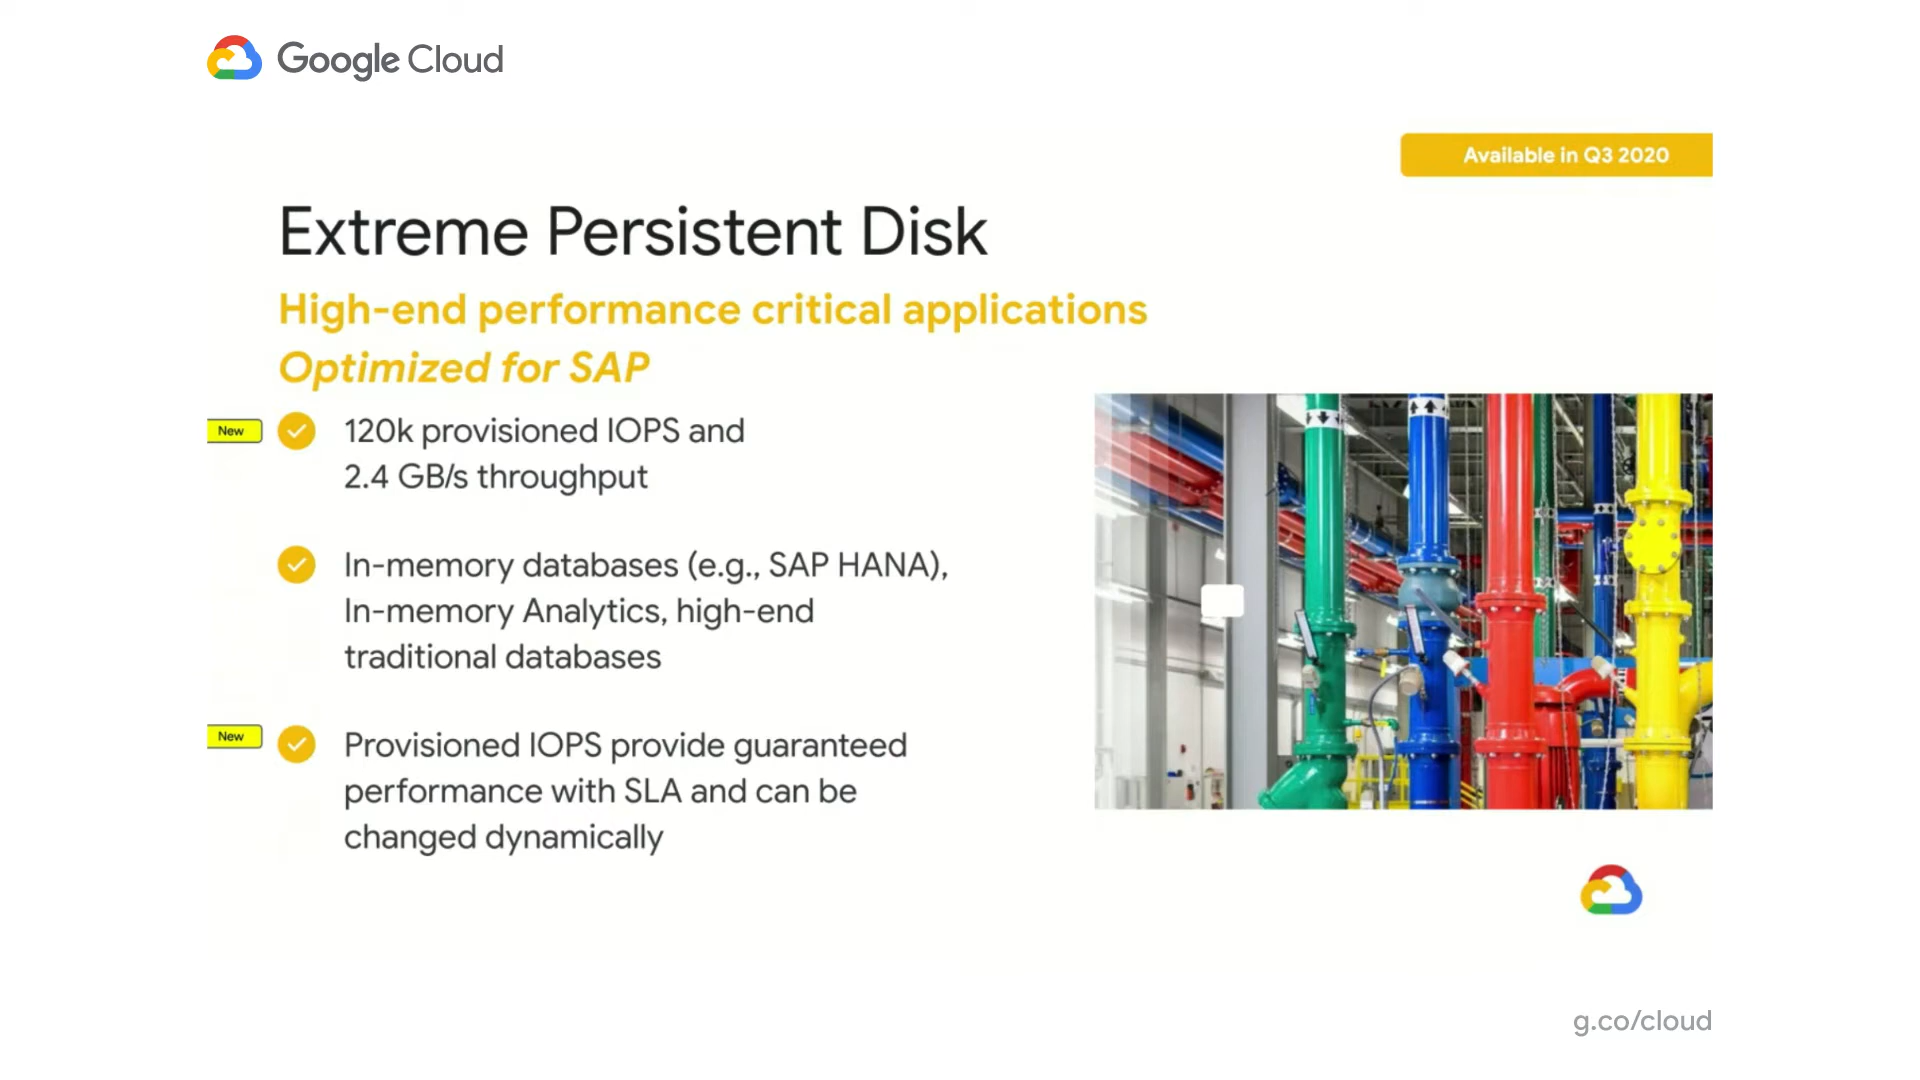 Google Cloud
Available in Q3 2020
Extreme Persistent Disk
High-end performance critical applications
Optimized for SAP
New
120k provisioned IOPS and
2.4 GB/s throughput
In-memory databases (e.g., SAP HANA),
In-memory Analytics, high-end
traditional databases
New
Provisioned IOPS provide guaranteed
performance with SLA and can be
changed dynamically
g.co/cloud